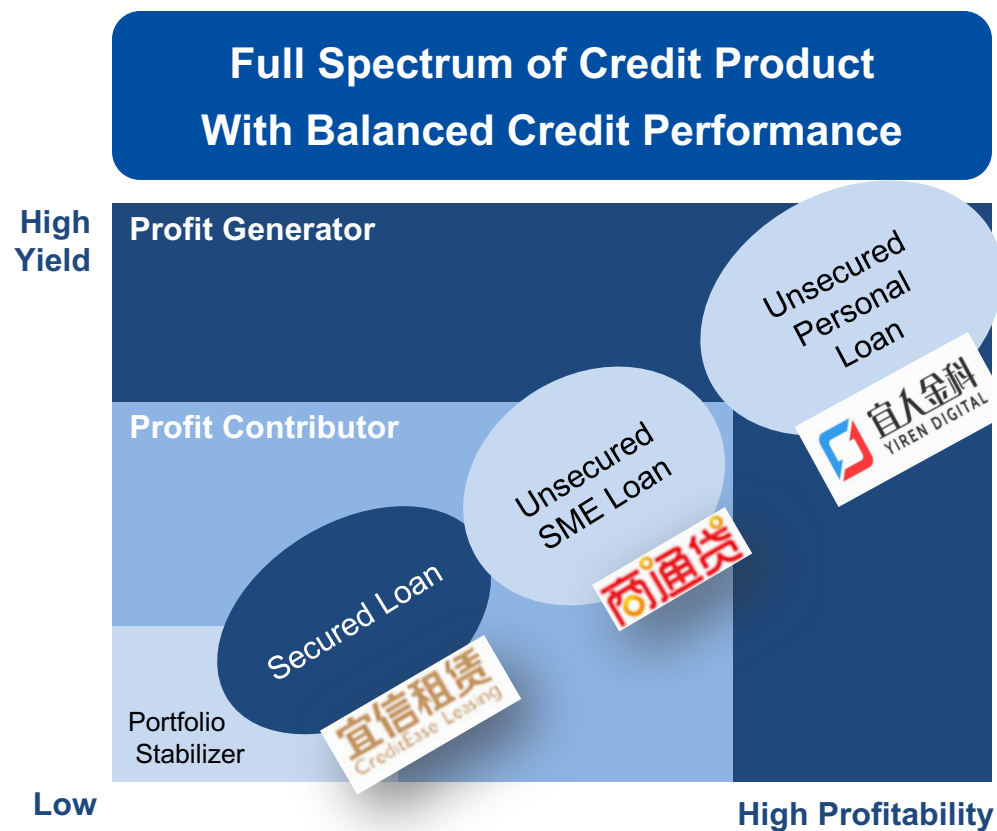 Full Spectrum of Credit Product
With Balanced Credit Performance
High
Yield
Profit Generator
Unsecured
Personal
Loan
宜人金科
YIREN DIGITAL
Profit Contributor
Unsecured
SME Loan
商通贷
Secured Loan
宜信租赁
CreditEase Leasing
Portfolio
Stabilizer
Low
High Profitability